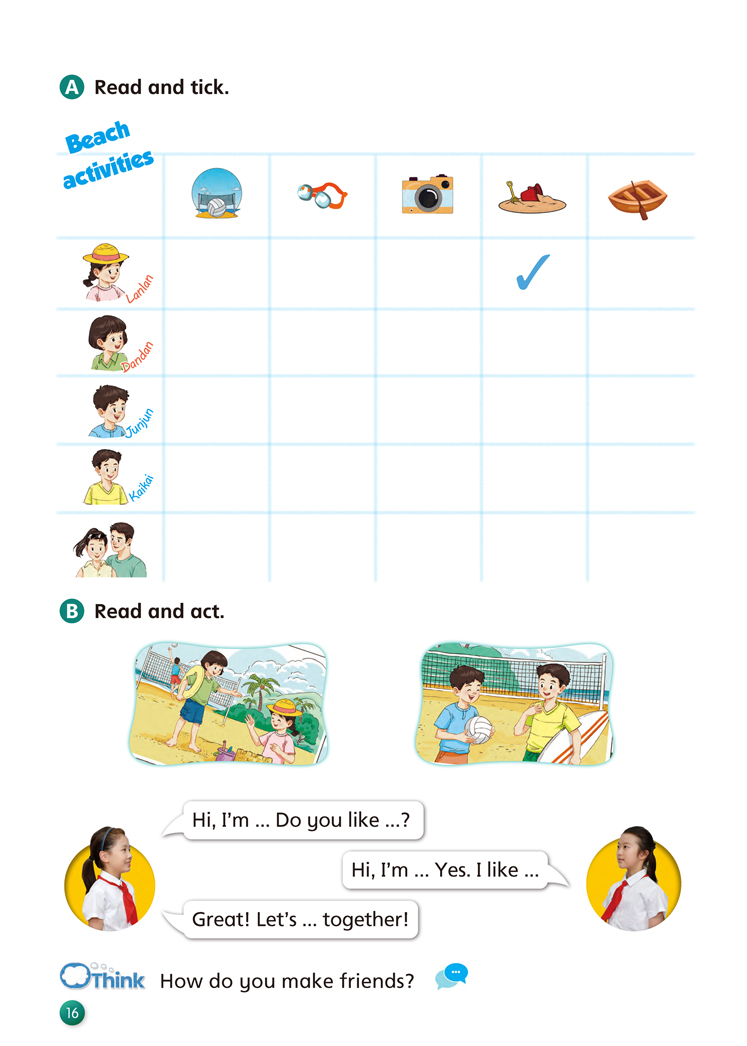 A Read and tick.
Beach
activities
Lanlan
Dandan
Junjun
Kaikai
B Read and act.
Hi, I'm ... Do you like ...?
Hi, I'm ... Yes. I like ...
Great! Let's ... together!
Think How do you make friends?
16